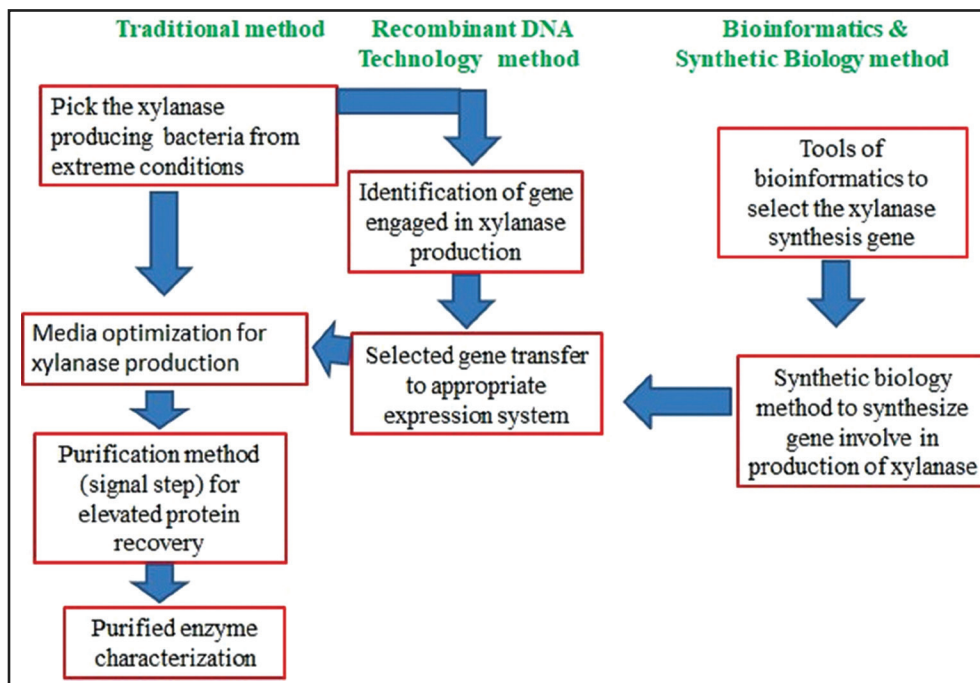 Traditional method
Recombinant DNA
Technology method
Bioinformatics &
Synthetic Biology method
Pick the xylanase
producing bacteria from
extreme conditions
Identification of gene
engaged in xylanase
production
Tools of
bioinformatics to
select the xylanase
synthesis gene
Media optimization for
xylanase production
Selected gene transfer
to appropriate
expression system
Synthetic biology
method to synthesize
gene involve in
production of xylanase
Purification method
(signal step) for
elevated protein
recovery
Purified enzyme
characterization